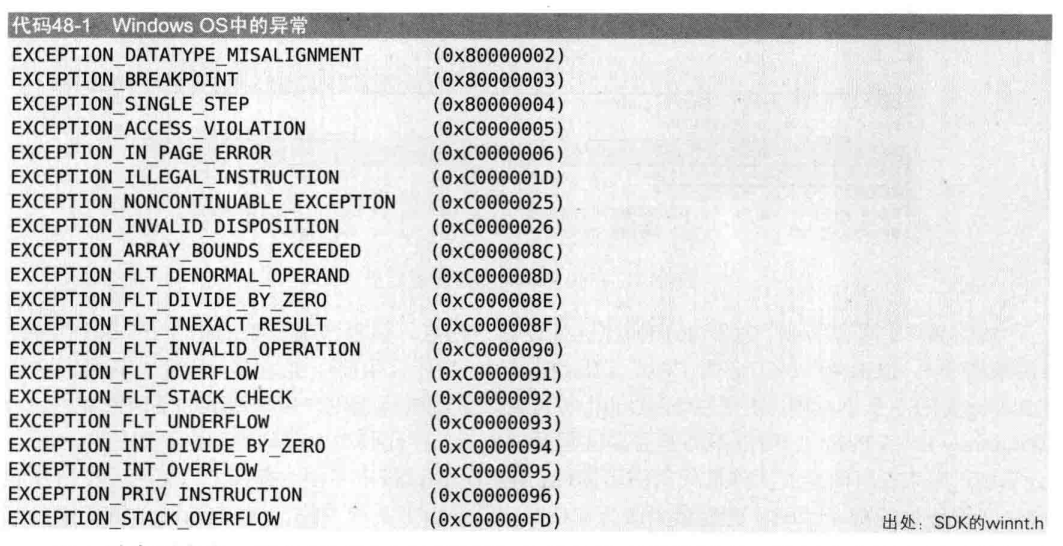 代码48-1 Windows OS中的异常
EXCEPTION_DATATYPE_MISALIGNMENT (0x80000002)
EXCEPTION_BREAKPOINT (0x80000003)
EXCEPTION_SINGLE_STEP (0x80000004)
EXCEPTION_ACCESS_VIOLATION (0xC0000005)
EXCEPTION_IN_PAGE_ERROR (0xC0000006)
EXCEPTION_ILLEGAL_INSTRUCTION (0xC000001D)
EXCEPTION_NONCONTINUABLE_EXCEPTION (0xC0000025)
EXCEPTION_INVALID_DISPOSITION (0xC0000026)
EXCEPTION_ARRAY_BOUNDS_EXCEEDED (0xC000008C)
EXCEPTION_FLT_DENORMAL_OPERAND (0xC000008D)
EXCEPTION_FLT_DIVIDE_BY_ZERO (0xC000008E)
EXCEPTION_FLT_INEXACT_RESULT (0xC000008F)
EXCEPTION_FLT_INVALID_OPERATION (0xC0000090)
EXCEPTION_FLT_OVERFLOW (0xC0000091)
EXCEPTION_FLT_STACK_CHECK (0xC0000092)
EXCEPTION_FLT_UNDERFLOW (0xC0000093)
EXCEPTION_INT_DIVIDE_BY_ZERO (0xC0000094)
EXCEPTION_INT_OVERFLOW (0xC0000095)
EXCEPTION_PRIV_INSTRUCTION (0xC0000096)
EXCEPTION_STACK_OVERFLOW (0xC00000FD)
出处：SDK的winnt.h